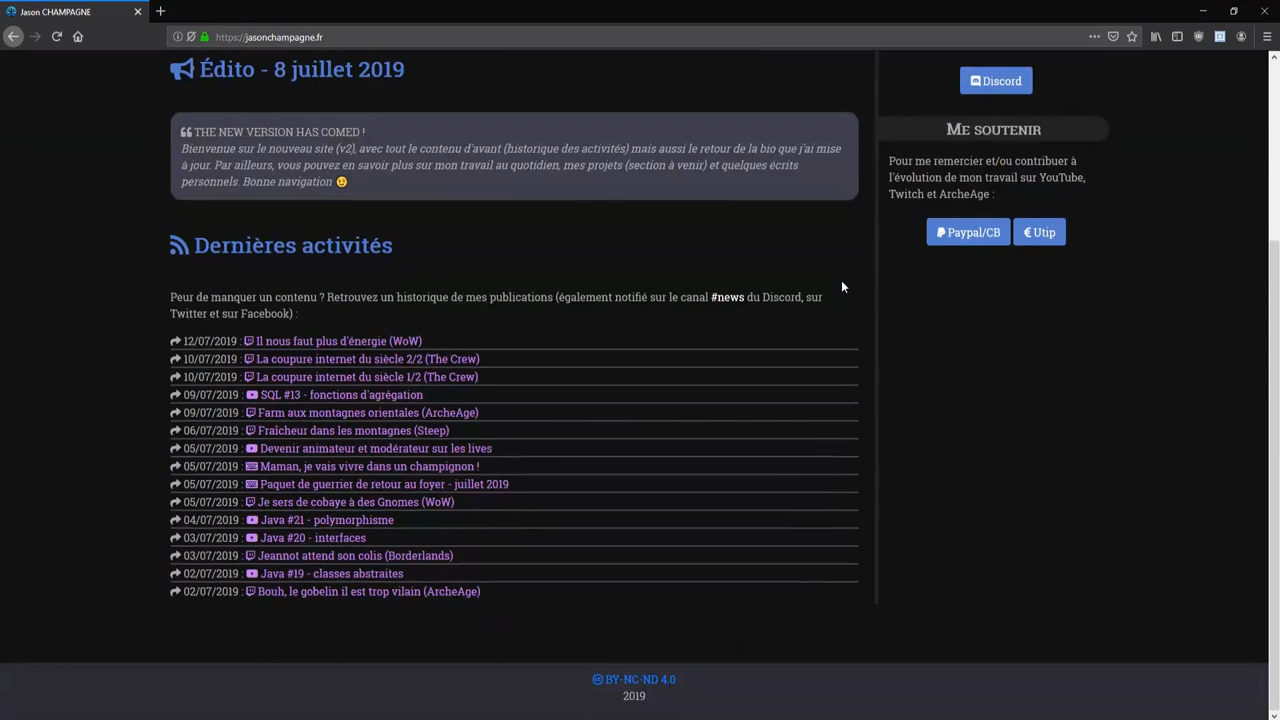 Jason CHAMPAGNE
https://jasonchampagne.fr
Édito - 8 juillet 2019
THE NEW VERSION HAS COMED !
Bienvenue sur le nouveau site (v2), avec tout le contenu d'avant (historique des activités) mais aussi le retour de la bio que j'ai mise
à jour. Par ailleurs, vous pouvez en savoir plus sur mon travail au quotidien, mes projets (section à venir) et quelques écrits
personnels. Bonne navigation 😉
Dernières activités
Peur de manquer un contenu ? Retrouvez un historique de mes publications (également notifié sur le canal #news du Discord, sur
Twitter et sur Facebook) :
12/07/2019 : Il nous faut plus d'énergie (WoW)
10/07/2019 : La coupure internet du siècle 2/2 (The Crew)
10/07/2019 : La coupure internet du siècle 1/2 (The Crew)
09/07/2019 : SQL #13 - fonctions d'agrégation
09/07/2019 : Farm aux montagnes orientales (ArcheAge)
06/07/2019 : Fraîcheur dans les montagnes (Steep)
05/07/2019 : Devenir animateur et modérateur sur les lives
05/07/2019 : Maman, je vais vivre dans un champignon !
05/07/2019 : Paquet de guerrier de retour au foyer - juillet 2019
05/07/2019 : Je sers de cobaye à des Gnomes (WoW)
04/07/2019 : Java #21 - polymorphisme
03/07/2019 : Java #20 - interfaces
03/07/2019 : Jeannot attend son colis (Borderlands)
02/07/2019 : Java #19 - classes abstraites
02/07/2019 : Bouh, le gobelin il est trop vilain (ArcheAge)
Discord
ME SOUTENIR
Pour me remercier et/ou contribuer à
l'évolution de mon travail sur YouTube,
Twitch et ArcheAge :
Paypal/CB
Utip
BY-NC-ND 4.0
2019